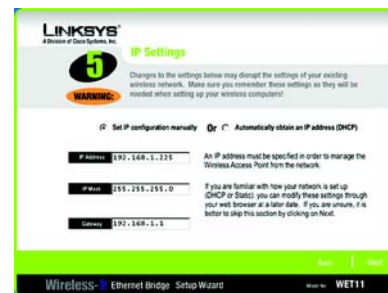 LINKSYS®
A Division of Cisco Systems, Inc.
5
IP Settings
Changes to the settings below may disrupt the settings of your existing
wireless network. Make sure you remember these settings as they will be
needed when setting up your wireless computers!
WARNING:
Set IP configuration manually Or Automatically obtain an IP address (DHCP)
IP Address 192.168.1.225
An IP address must be specified in order to manage the
Wireless Access Point from the network.
IP Mask 255.255.255.0
If you are familiar with how your network is set up
(DHCP or Static), you can modify these settings through
your web browser at a later date. If you are unsure, it is
better to skip this section by clicking on Next.
Gateway 192.168.1.1
Back Next
Wireless-B Ethernet Bridge Setup Wizard
Model No WET11